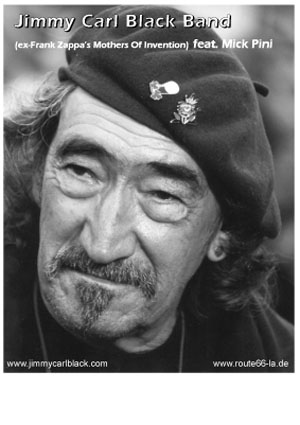 Jimmy Carl Black Band
(ex-Frank Zappa's Mothers Of Invention) feat. Mick Pini
www.jimmycarlblack.com www.route66-la.de